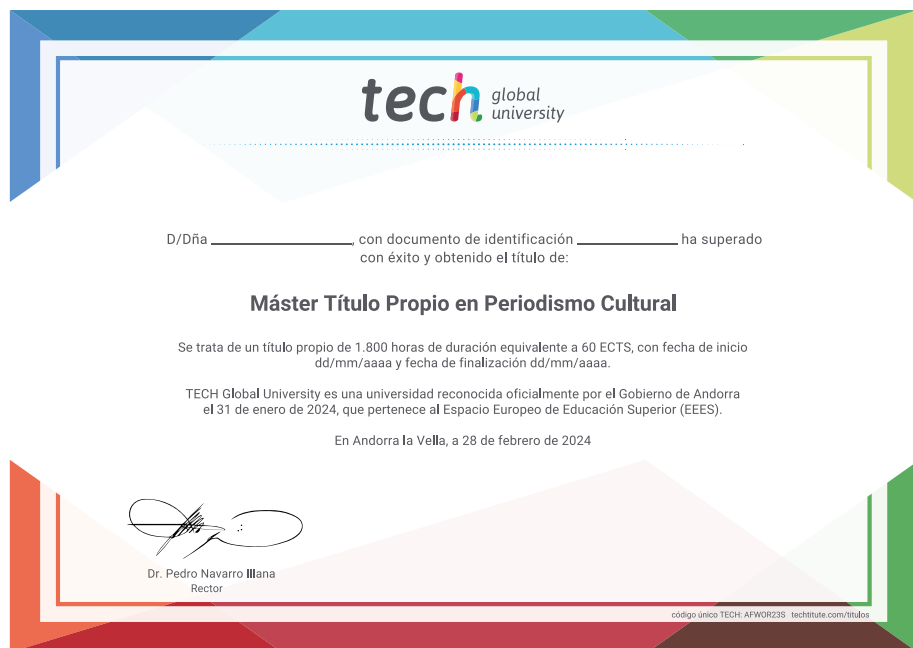 tech global university
D/Dña , con documento de identificación ha superado
con éxito y obtenido el título de:
Máster Título Propio en Periodismo Cultural
Se trata de un título propio de 1.800 horas de duración equivalente a 60 ECTS, con fecha de inicio
dd/mm/aaaa y fecha de finalización dd/mm/aaaa.
TECH Global University es una universidad reconocida oficialmente por el Gobierno de Andorra
el 31 de enero de 2024, que pertenece al Espacio Europeo de Educación Superior (EEES).
En Andorra la Vella, a 28 de febrero de 2024
Dr. Pedro Navarro Illana
Rector
código único TECH: AFWOR23S techtitute.com/titulos